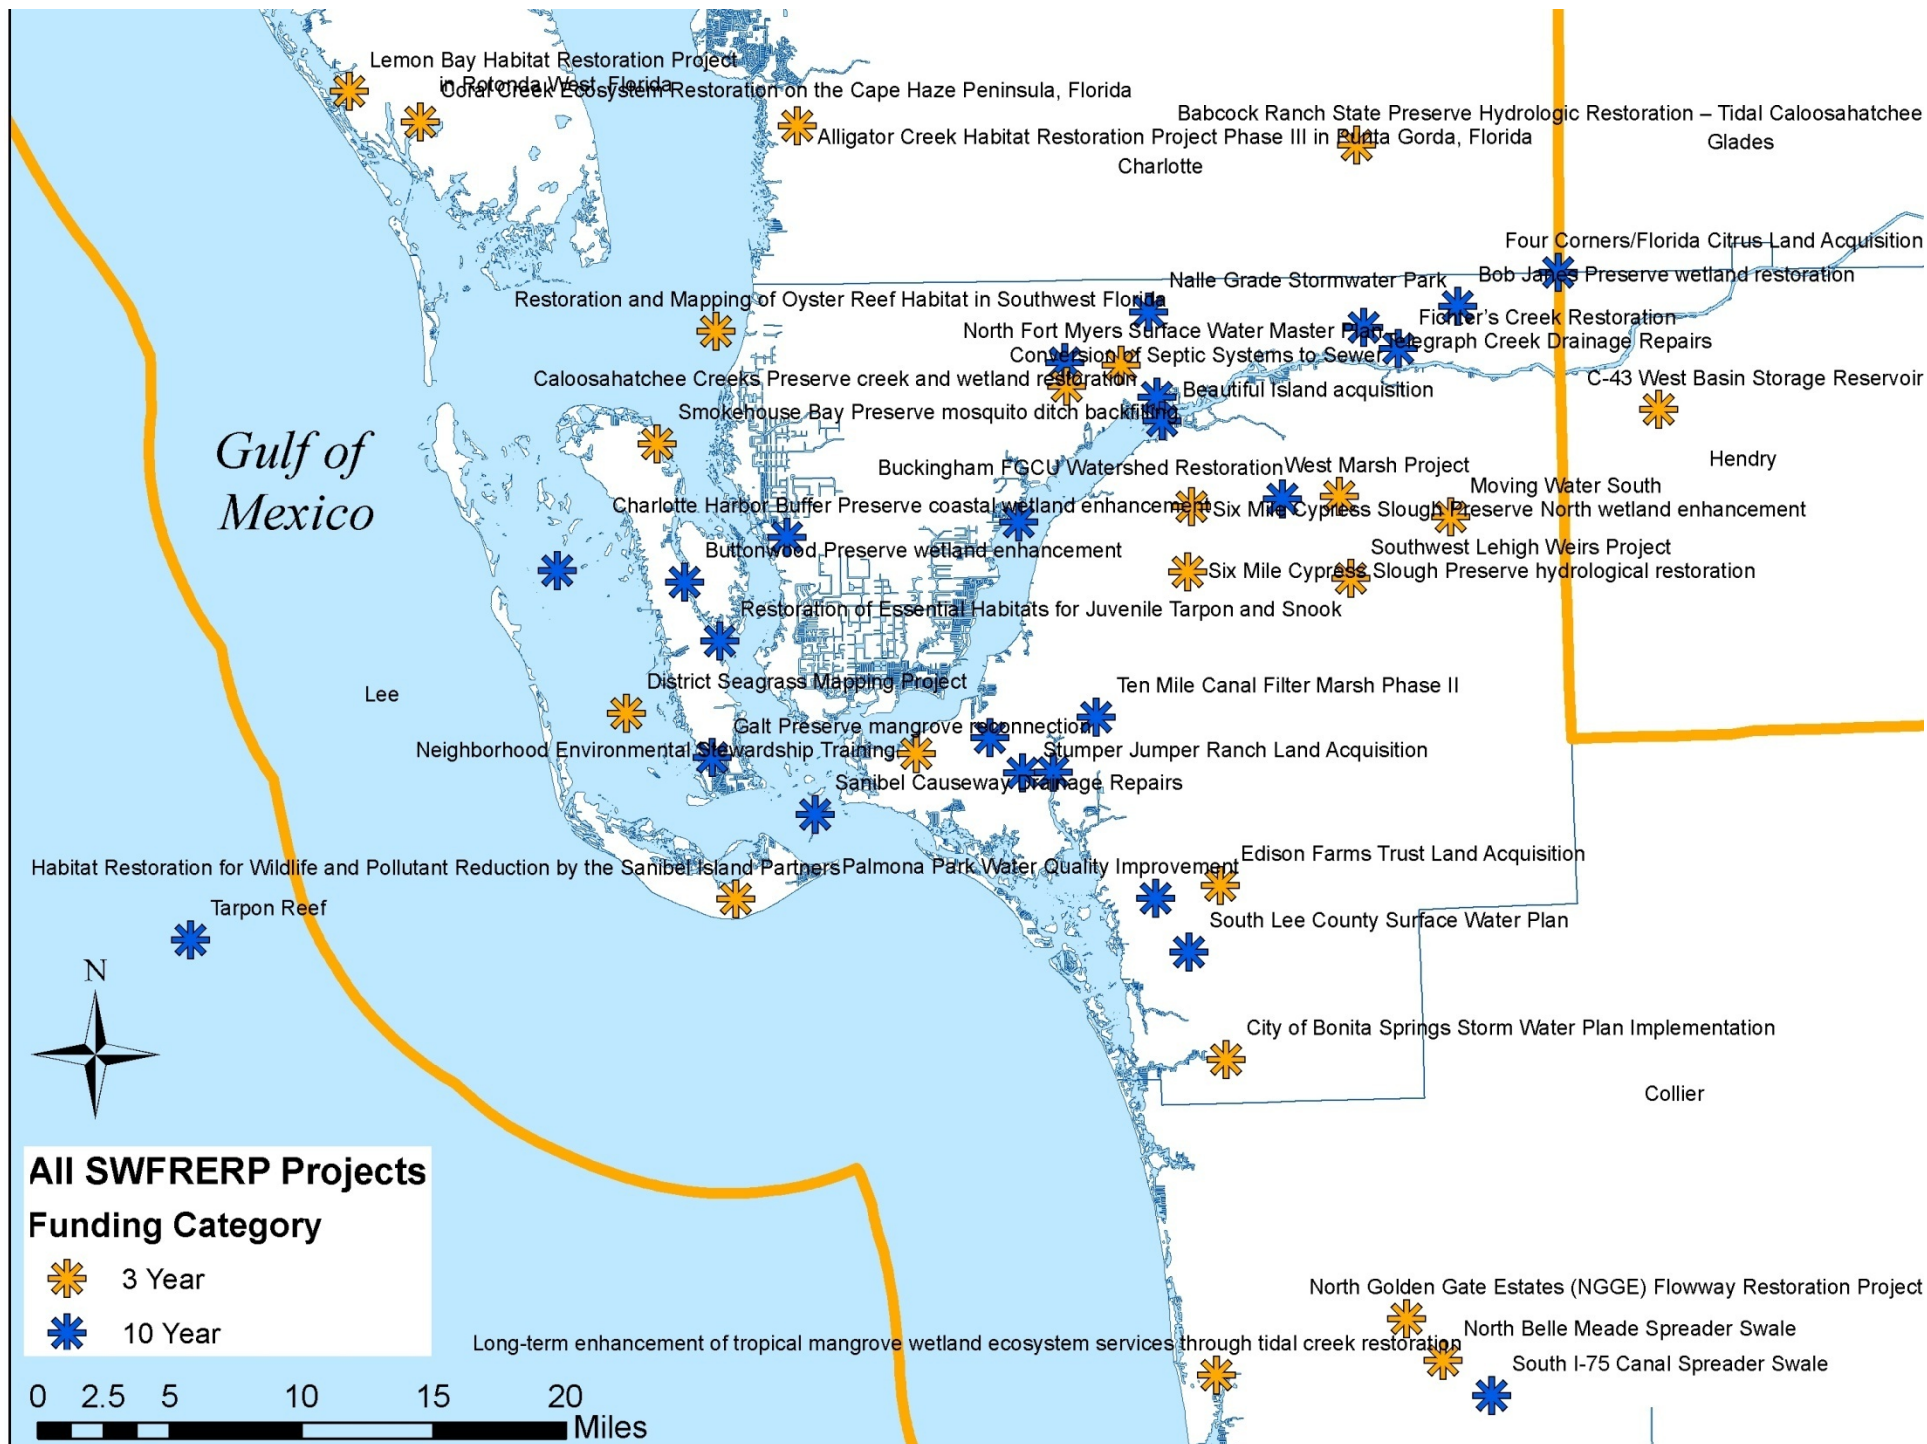 Lemon Bay Habitat Restoration Project
in Rotonda West, Florida
Coral Creek Ecosystem Restoration on the Cape Haze Peninsula, Florida
Babcock Ranch State Preserve Hydrologic Restoration – Tidal Caloosahatchee
Alligator Creek Habitat Restoration Project Phase III in Punta Gorda, Florida
Glades
Charlotte
Four Corners/Florida Citrus Land Acquisition
Bob Janes Preserve wetland restoration
Nalle Grade Stormwater Park
Restoration and Mapping of Oyster Reef Habitat in Southwest Florida
Fichter's Creek Restoration
North Fort Myers Surface Water Master Plan
Telegraph Creek Drainage Repairs
Conversion of Septic Systems to Sewer
Caloosahatchee Creeks Preserve creek and wetland restoration
C-43 West Basin Storage Reservoir
Beautiful Island acquisition
Smokehouse Bay Preserve mosquito ditch backfilling
Gulf of
Mexico
Hendry
Buckingham FGCU Watershed Restoration
West Marsh Project
Moving Water South
Charlotte Harbor Buffer Preserve coastal wetland enhancement
Six Mile Cypress Slough Preserve North wetland enhancement
Buttonwood Preserve wetland enhancement
Southwest Lehigh Weirs Project
Six Mile Cypress Slough Preserve hydrological restoration
Restoration of Essential Habitats for Juvenile Tarpon and Snook
District Seagrass Mapping Project
Ten Mile Canal Filter Marsh Phase II
Lee
Galt Preserve mangrove reconnection
Neighborhood Environmental Stewardship Training
Stumper Jumper Ranch Land Acquisition
Sanibel Causeway Drainage Repairs
Habitat Restoration for Wildlife and Pollutant Reduction by the Sanibel Island Partners
Palmona Park Water Quality Improvement
Edison Farms Trust Land Acquisition
Tarpon Reef
South Lee County Surface Water Plan
N
City of Bonita Springs Storm Water Plan Implementation
Collier
All SWFRERP Projects
Funding Category
3 Year
10 Year
North Golden Gate Estates (NGGE) Flowway Restoration Project
North Belle Meade Spreader Swale
Long-term enhancement of tropical mangrove wetland ecosystem services through tidal creek restoration
South I-75 Canal Spreader Swale
0 2.5 5 10 15 20
Miles